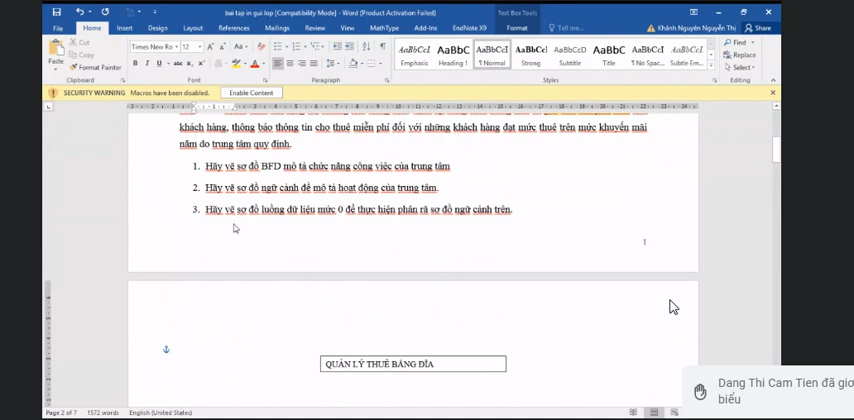 bai tap in gui lop [Compatibility Mode] - Word (Product Activation Failed)
Text Box Tools
File Home Insert Design Layout References Mailings Review View MathType Add-ins EndNote X9 Format Tell me... Khánh Nguyên Nguyễn Thị Share
Paste
Cut
Copy
Format Painter
Clipboard
Times New Ro 12
Font
Paragraph
AaBbCcI AaBbC AaBbCcI AaBbCcI AaBbCcD AaBbC AaBbCcI AaBbCcI
Emphasis Heading 1 ¶ Normal Strong Subtitle Title ¶ No Spac... Subtle Em...
Styles
Find
Replace
Select
Editing
SECURITY WARNING Macros have been disabled. Enable Content
khách hàng, thông báo thông tin cho thuê miễn phí đối với những khách hàng đạt mức thuê trên mức khuyến mãi
năm do trung tâm quy định.
1. Hãy vẽ sơ đồ BFD mô tả chức năng công việc của trung tâm
2. Hãy vẽ sơ đồ ngữ cảnh để mô tả hoạt động của trung tâm.
3. Hãy vẽ sơ đồ luồng dữ liệu mức 0 để thực hiện phân rã sơ đồ ngữ cảnh trên.
1
QUẢN LÝ THUÊ BĂNG ĐĨA
Dang Thi Cam Tien đã giơ
biểu
Page 2 of 7 1572 words English (United States)